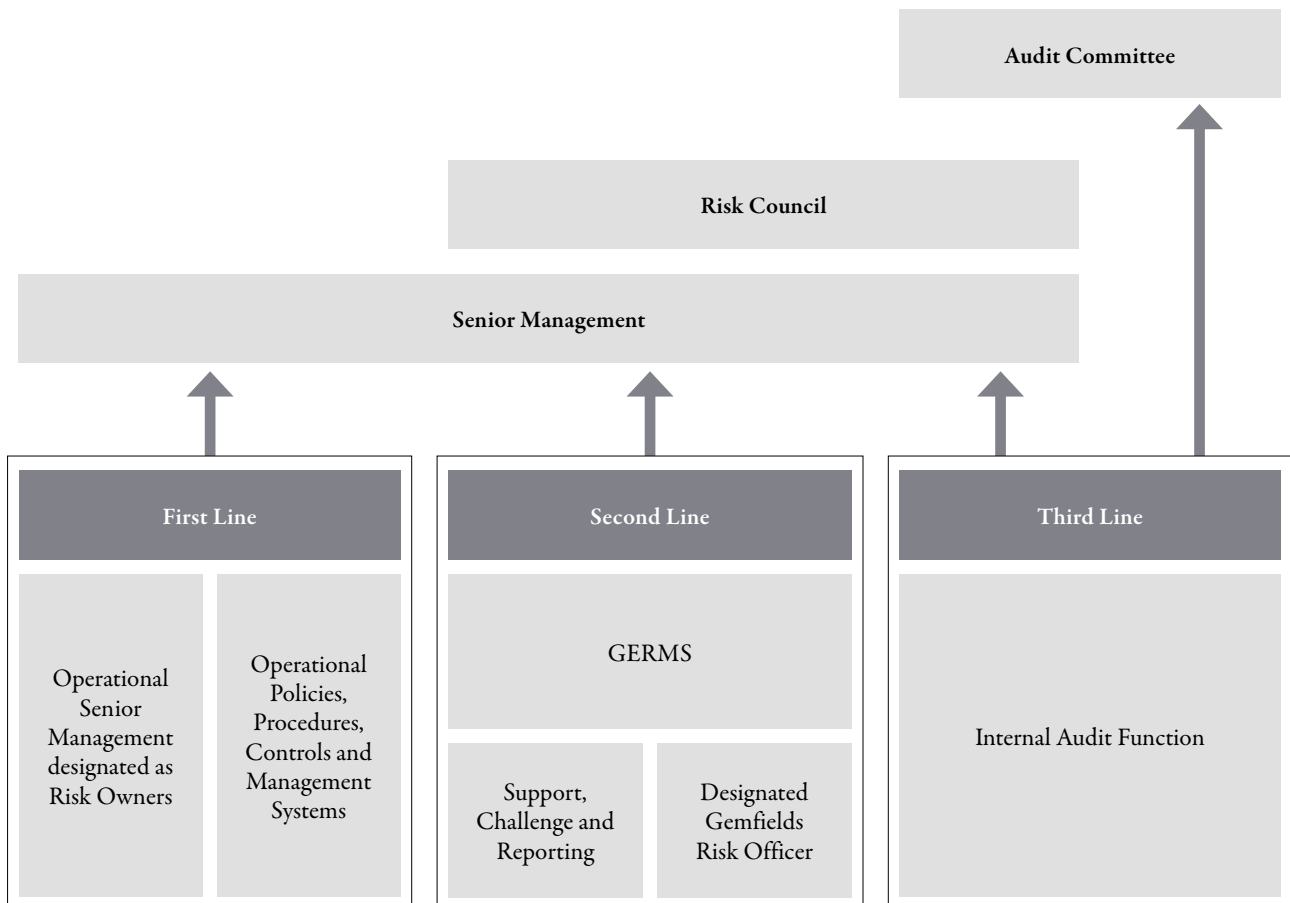 Audit Committee
Risk Council
Senior Management
First Line
Second Line
Third Line
Operational
Senior
Management
designated as
Risk Owners
Operational
Policies,
Procedures,
Controls and
Management
Systems
GERMS
Support,
Challenge and
Reporting
Designated
Gemfields
Risk Officer
Internal Audit Function